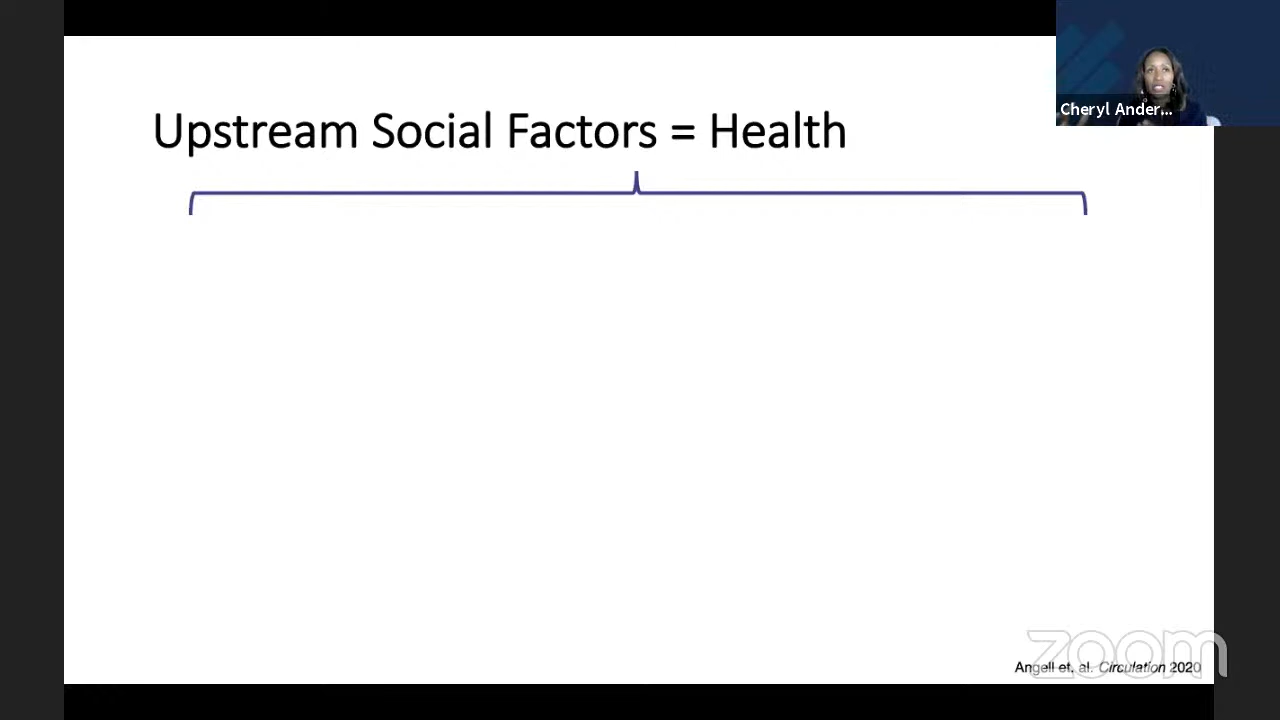 Cheryl Ander...
Upstream Social Factors = Health
zoom
Angell et. al. Circulation 2020